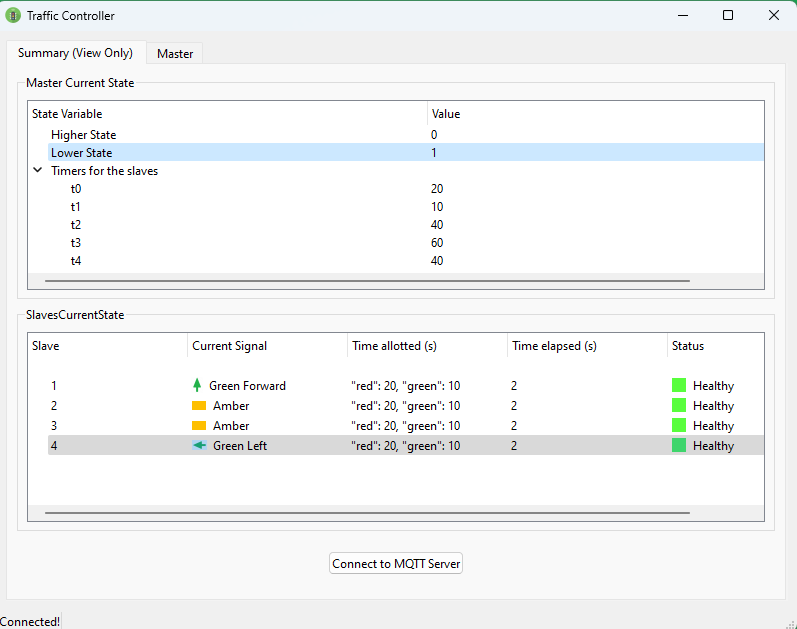 Traffic Controller
Summary (View Only) Master
Master Current State
State Variable Value
Higher State 0
Lower State 1
Timers for the slaves
t0 20
t1 10
t2 40
t3 60
t4 40
SlavesCurrentState
Slave Current Signal Time allotted (s) Time elapsed (s) Status
1 Green Forward "red": 20, "green": 10 2 Healthy
2 Amber "red": 20, "green": 10 2 Healthy
3 Amber "red": 20, "green": 10 2 Healthy
4 Green Left "red": 20, "green": 10 2 Healthy
Connect to MQTT Server
Connected!